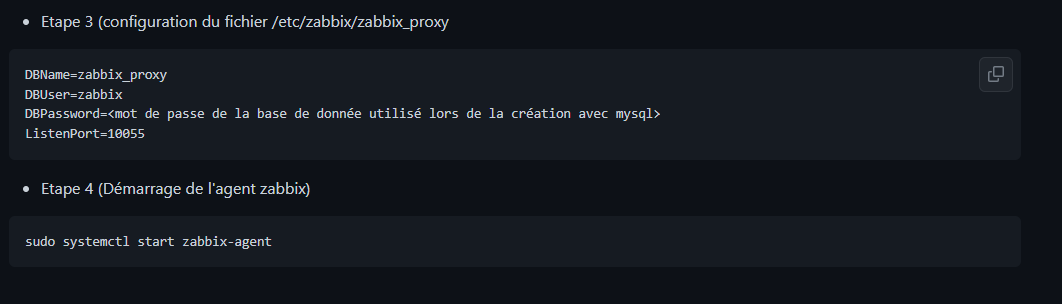 Etape 3 (configuration du fichier /etc/zabbix/zabbix_proxy
DBName=zabbix_proxy
DBUser=zabbix
DBPassword=<mot de passe de la base de donnée utilisé lors de la création avec mysql>
ListenPort=10055
Etape 4 (Démarrage de l'agent zabbix)
sudo systemctl start zabbix-agent